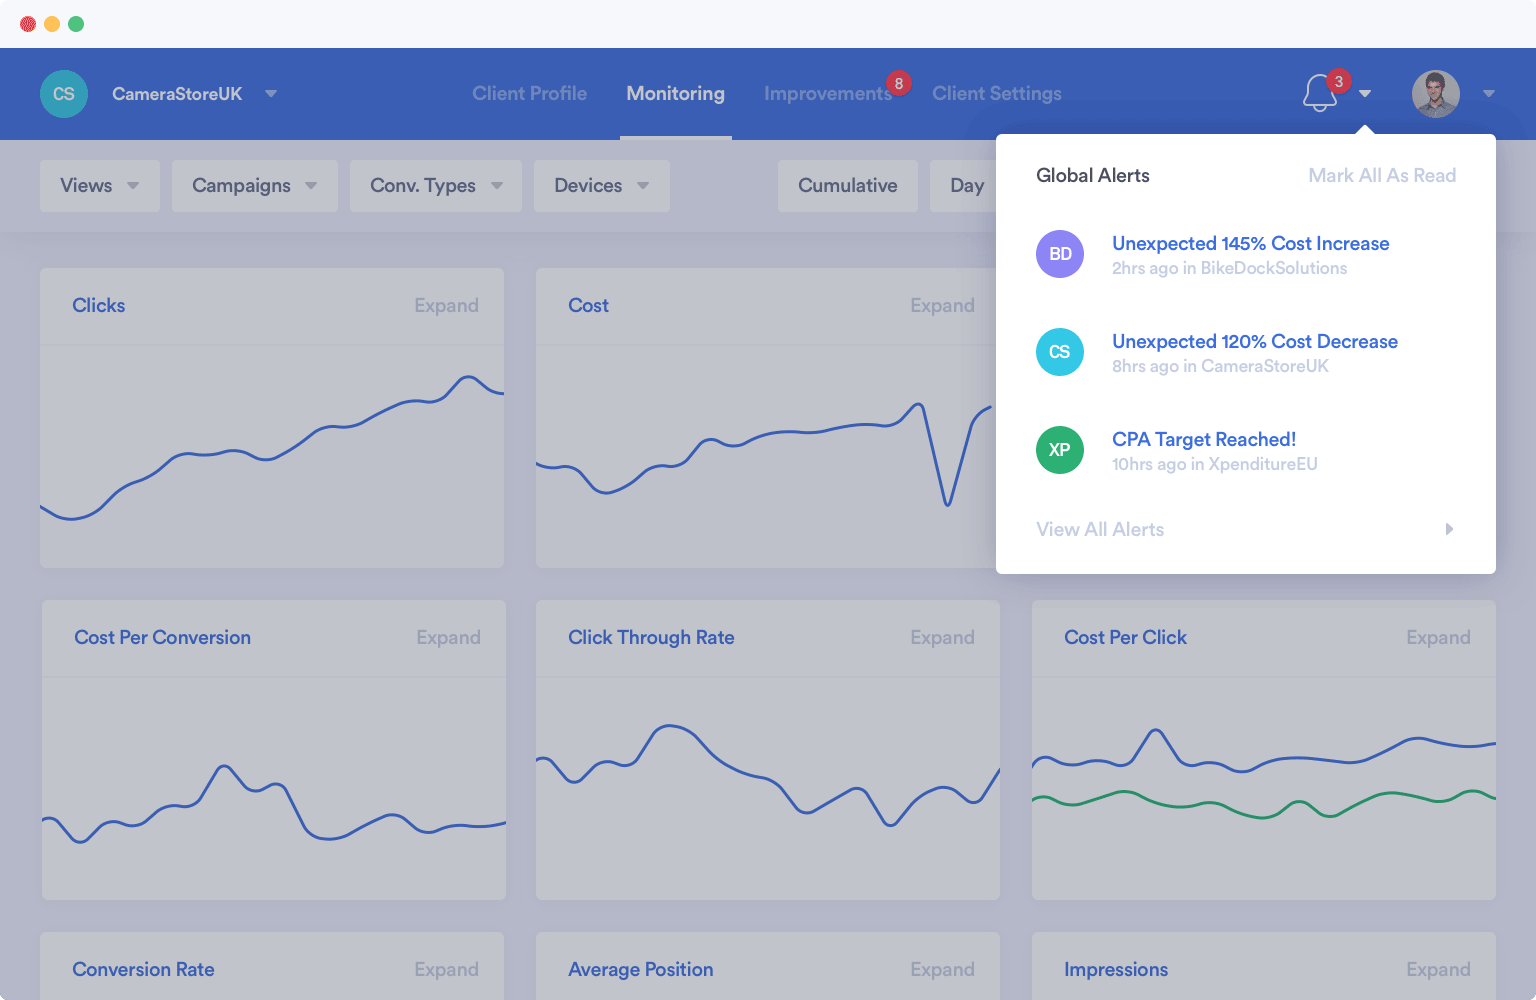 CS
CameraStoreUK
Client Profile
Monitoring
Improvements
8
Client Settings
3
Views
Campaigns
Conv. Types
Devices
Cumulative
Day
Global Alerts
Mark All As Read
BD
Unexpected 145% Cost Increase
2hrs ago in BikeDockSolutions
CS
Unexpected 120% Cost Decrease
8hrs ago in CameraStoreUK
XP
CPA Target Reached!
10hrs ago in XpenditureEU
View All Alerts
Clicks
Expand
Cost
Expand
Cost Per Conversion
Expand
Click Through Rate
Expand
Cost Per Click
Expand
Conversion Rate
Expand
Average Position
Expand
Impressions
Expand